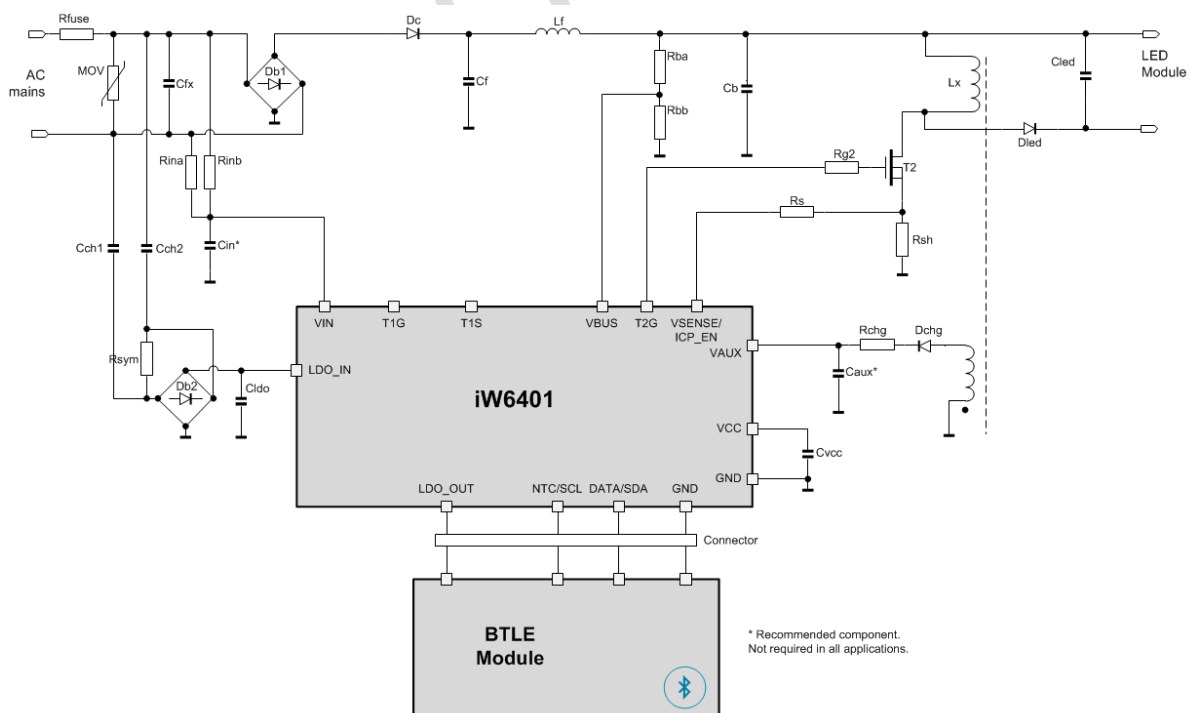 Rfuse
Dc
Lf
AC
mains
MOV
Cfx
Db1
Cf
Rba
Rbb
Cb
Lx
Cled
LED
Module
Dled
Rina
Rinb
Rg2
T2
Rs
Rsh
Cch1
Cch2
Cin*
VIN
T1G
T1S
VBUS
T2G
VSENSE/
ICP_EN
VAUX
Rchg
Dchg
Caux*
Rsym
Db2
Cldo
LDO_IN
iW6401
VCC
Cvcc
GND
LDO_OUT
NTC/SCL
DATA/SDA
GND
Connector
BTLE
Module
* Recommended component.
Not required in all applications.